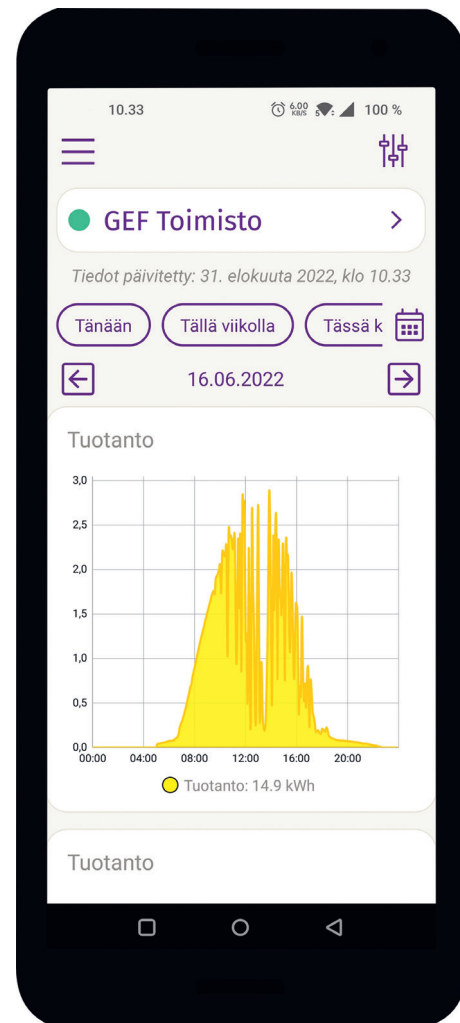 10.33 6.00 KB/S 5 100 %
GEF Toimisto
Tiedot päivitetty: 31. elokuuta 2022, klo 10.33
Tänään Tällä viikolla Tässä k
16.06.2022
Tuotanto
3,0
2,5
2,0
1,5
1,0
0,5
0,0
00:00 04:00 08:00 12:00 16:00 20:00
Tuotanto: 14.9 kWh
Tuotanto